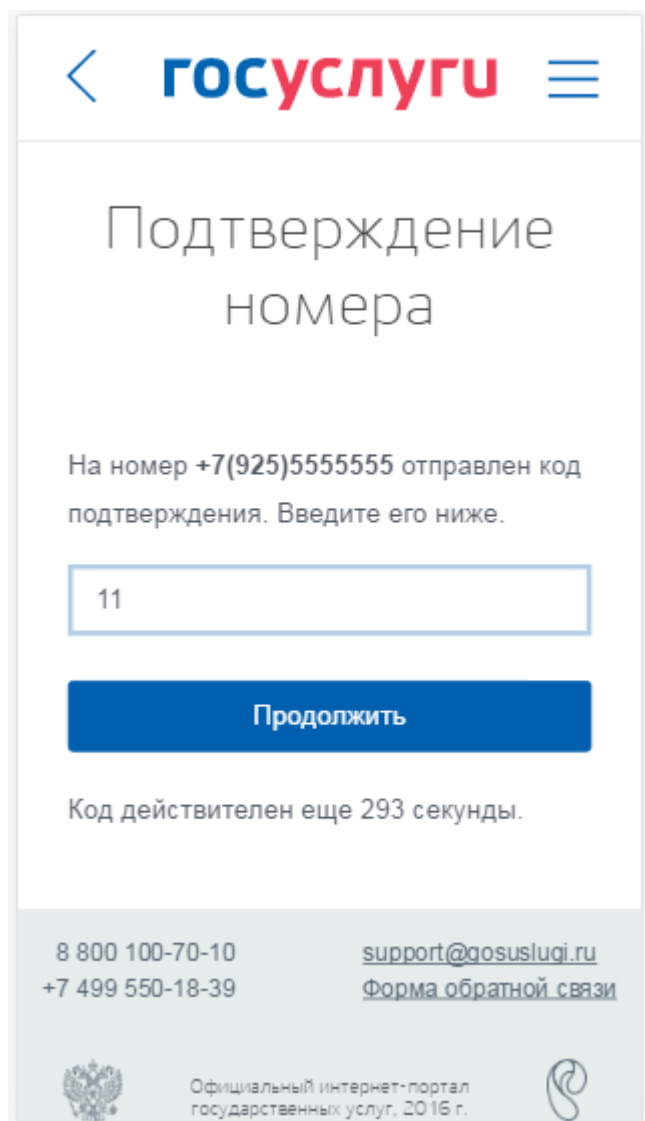 госуслуги
Подтверждение
номера
На номер +7(925)5555555 отправлен код
подтверждения. Введите его ниже.
11
Продолжить
Код действителен еще 293 секунды.
8 800 100-70-10
support@gosuslugi.ru
+7 499 550-18-39
Форма обратной связи
Официальный интернет-портал
государственных услуг, 2016 г.